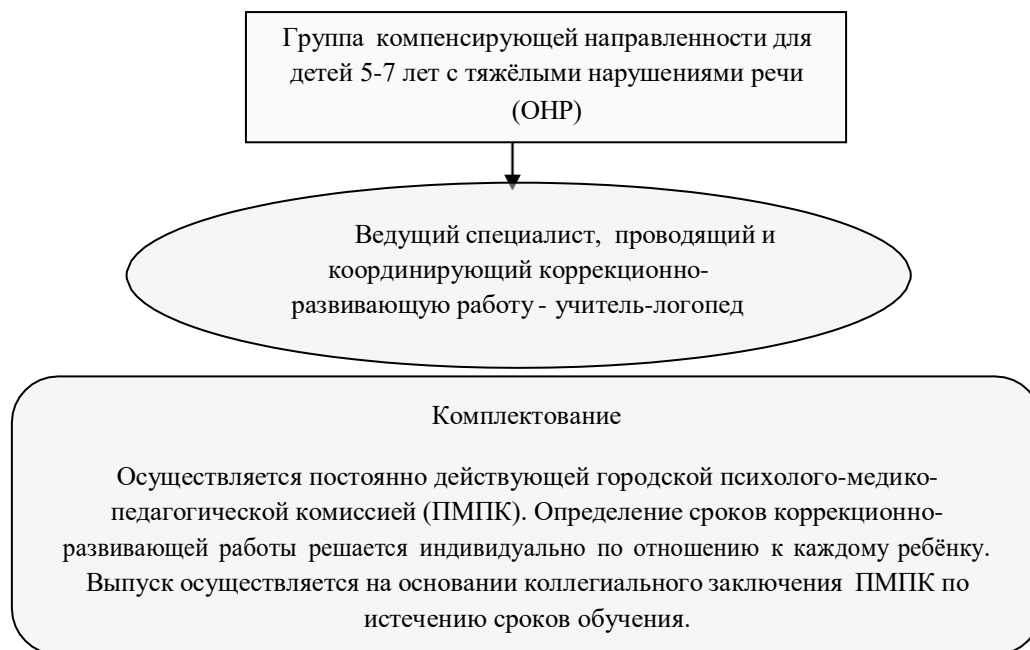 Группа компенсирующей направленности для
детей 5-7 лет с тяжёлыми нарушениями речи
(ОНР)
Ведущий специалист, проводящий и
координирующий коррекционно-
развивающую работу - учитель-логопед
Комплектование
Осуществляется постоянно действующей городской психолого-медико-
педагогической комиссией (ПМПК). Определение сроков коррекционно-
развивающей работы решается индивидуально по отношению к каждому ребёнку.
Выпуск осуществляется на основании коллегиального заключения ПМПК по
истечению сроков обучения.